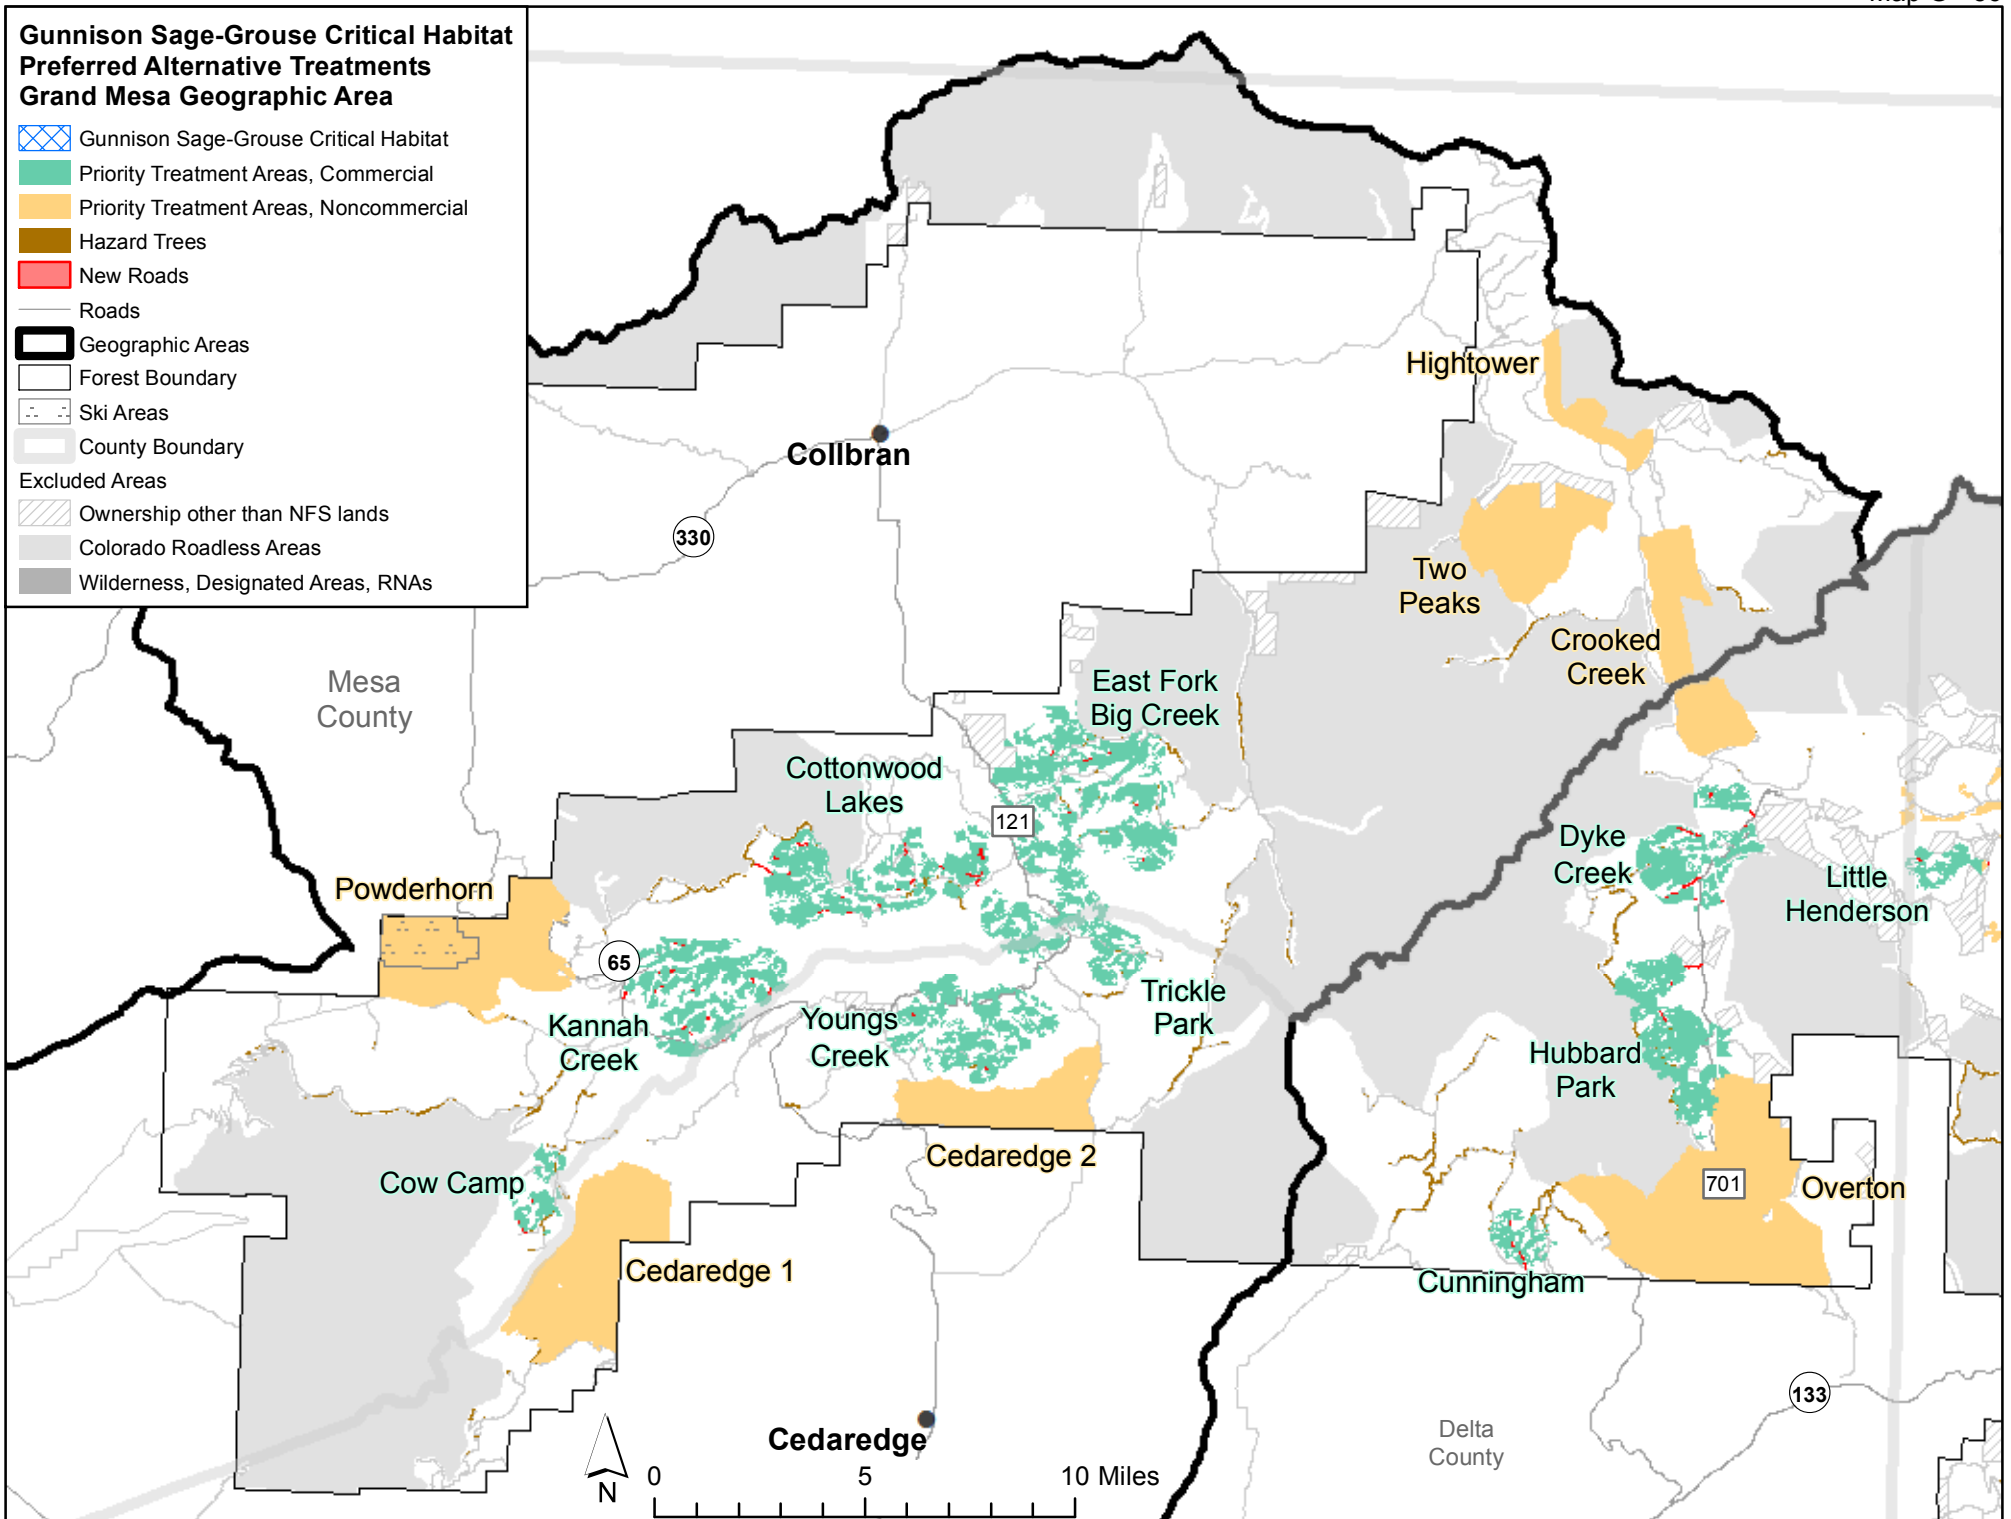 Gunnison Sage-Grouse Critical Habitat
Preferred Alternative Treatments
Grand Mesa Geographic Area
Gunnison Sage-Grouse Critical Habitat
Priority Treatment Areas, Commercial
Priority Treatment Areas, Noncommercial
Hazard Trees
New Roads
Roads
Geographic Areas
Forest Boundary
Ski Areas
County Boundary
Excluded Areas
Ownership other than NFS lands
Colorado Roadless Areas
Wilderness, Designated Areas, RNAs
Hightower
Collbran
330
Two
Peaks
Crooked
Creek
Mesa
County
East Fork
Big Creek
Cottonwood
Lakes
121
Dyke
Creek
Little
Henderson
Powderhorn
65
Kannah
Creek
Youngs
Creek
Trickle
Park
Hubbard
Park
Cedaredge 2
Cow Camp
701
Overton
Cedaredge 1
Cunningham
133
Cedaredge
Delta
County
N
0
5
10 Miles